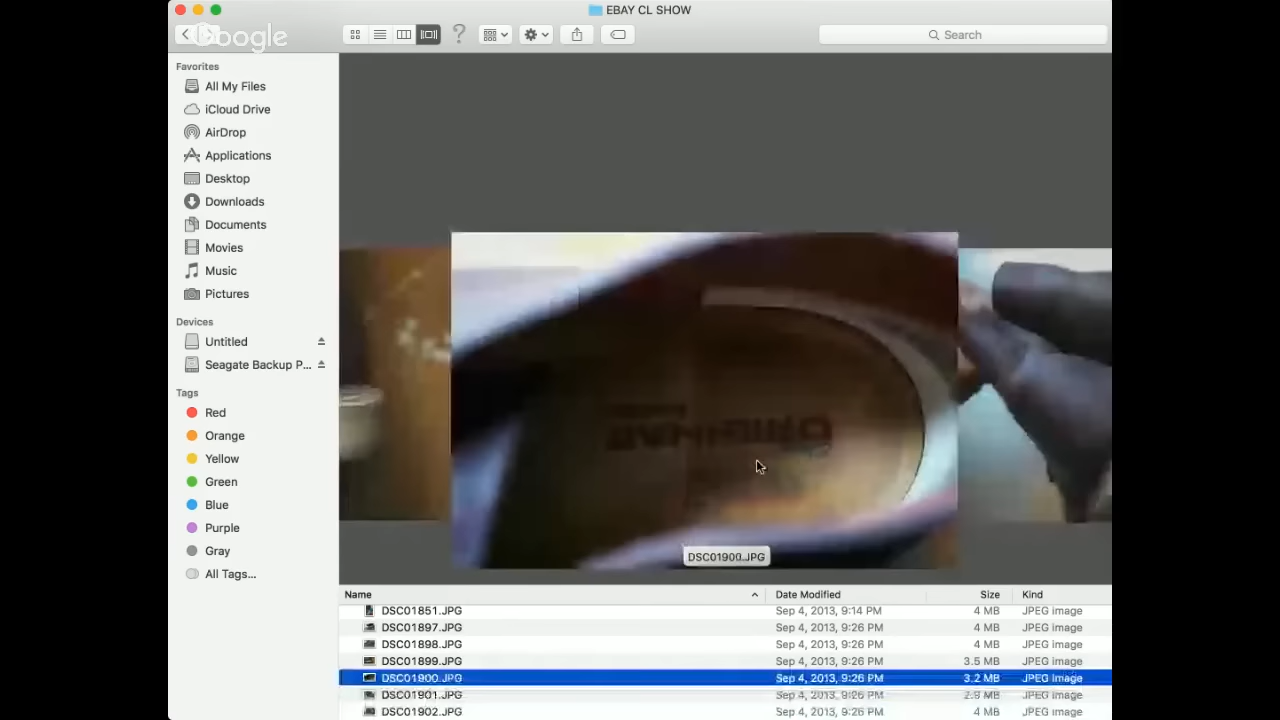 EBAY CL SHOW
Google
Search
Favorites
All My Files
iCloud Drive
AirDrop
Applications
Desktop
Downloads
Documents
Movies
Music
Pictures
Devices
Untitled
Seagate Backup P...
Tags
Red
Orange
Yellow
Green
Blue
Purple
Gray
All Tags...
DSC01900.JPG
Name Date Modified Size Kind
DSC01851.JPG Sep 4, 2013, 9:14 PM 4 MB JPEG image
DSC01897.JPG Sep 4, 2013, 9:26 PM 4 MB JPEG image
DSC01898.JPG Sep 4, 2013, 9:26 PM 4 MB JPEG image
DSC01899.JPG Sep 4, 2013, 9:26 PM 3.5 MB JPEG image
DSC01900.JPG Sep 4, 2013, 9:26 PM 3.2 MB JPEG image
DSC01901.JPG Sep 4, 2013, 9:26 PM 2.9 MB JPEG image
DSC01902.JPG Sep 4, 2013, 9:26 PM 4 MB JPEG image